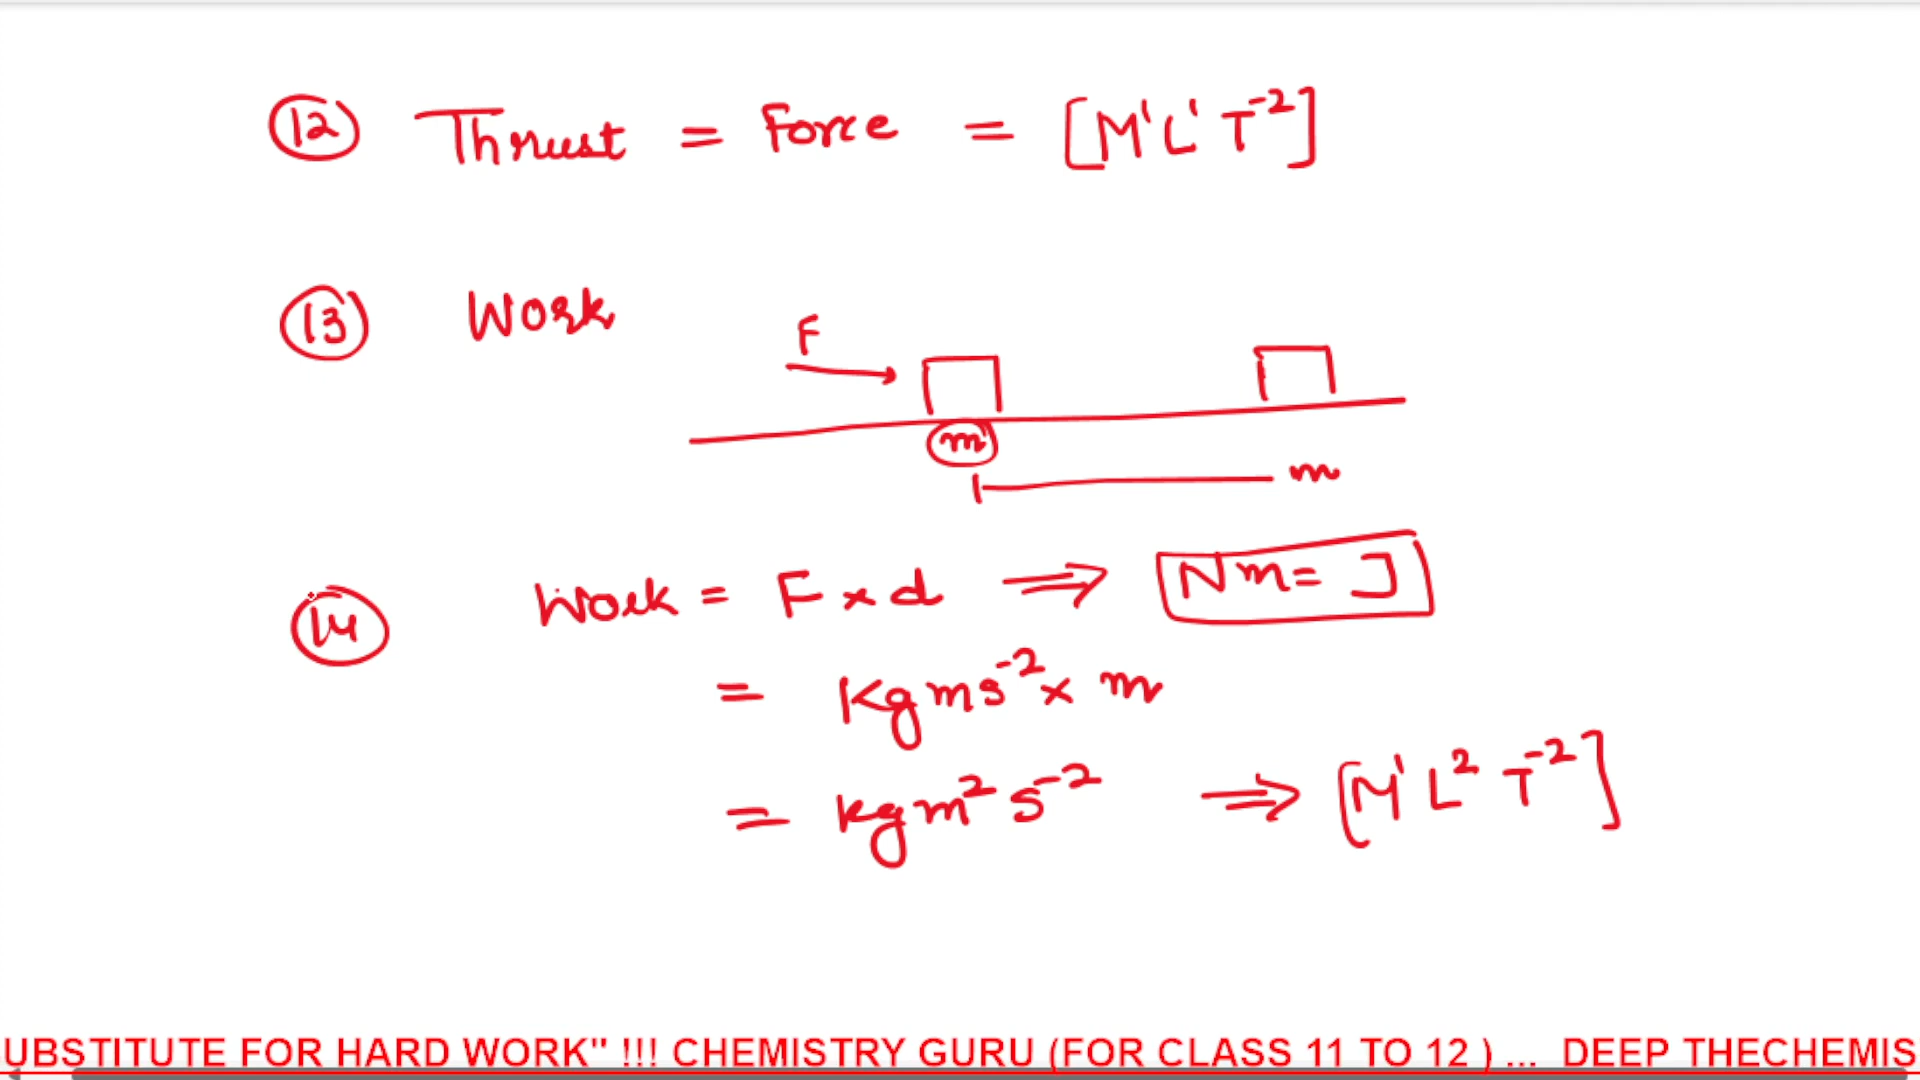 12 Thrust = Force = [M¹L¹T⁻²]
13 Work
F
m
m
14 Work = F × d ⇒ Nm = J
= Kgms⁻² × m
= kgm²s⁻² ⇒ [M¹L²T⁻²]
UBSTITUTE FOR HARD WORK" !!! CHEMISTRY GURU (FOR CLASS 11 TO 12 ) ... DEEP THECHEMIS